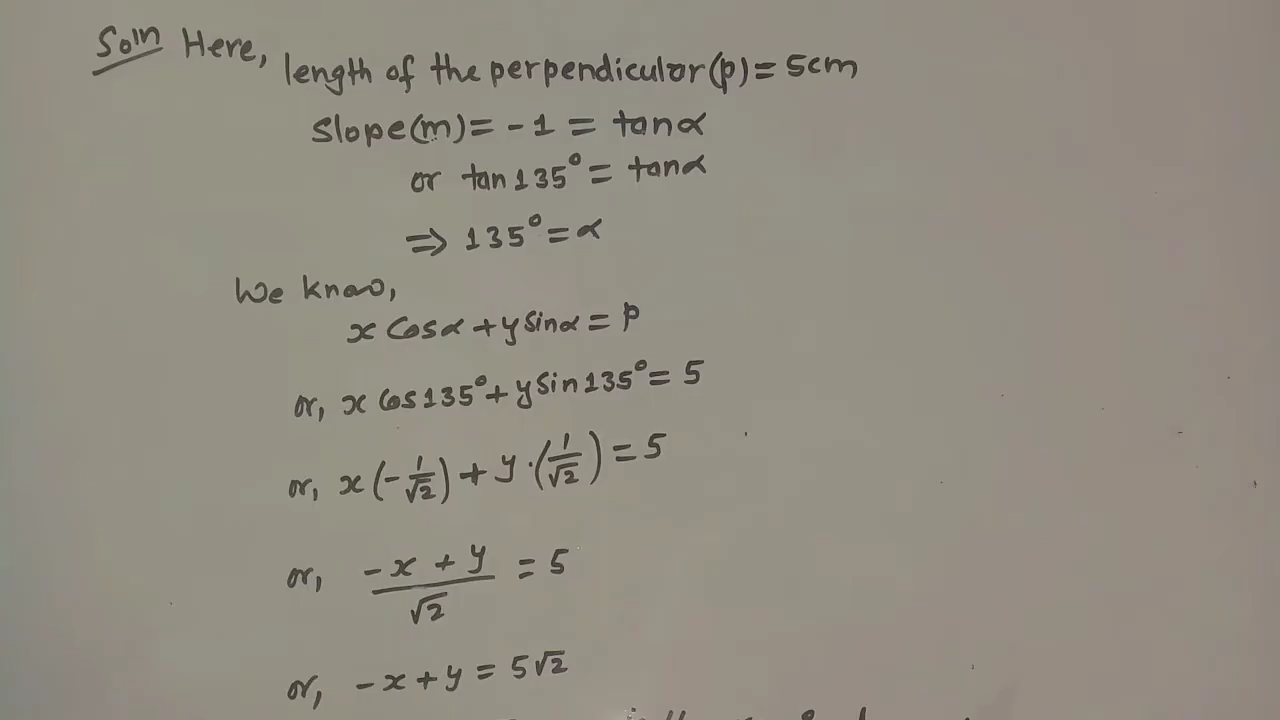 Soln Here,
length of the perpendicular(p) = 5cm
Slope(m) = -1 = tanα
or tan135° = tanα
⇒ 135° = α
We know,
x Cosα + y Sinα = P
or, x Cos135° + y Sin135° = 5
or, x(-1/√2) + y·(1/√2) = 5
or, (-x + y)/√2 = 5
or, -x + y = 5√2